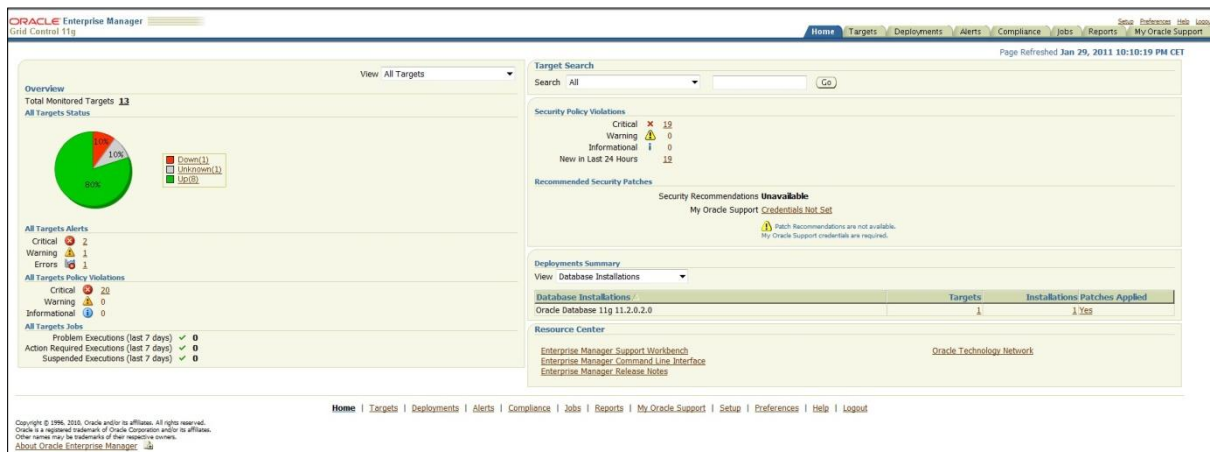 ORACLE Enterprise Manager
Grid Control 11g
Setup Preferences Help Logout
Home Targets Deployments Alerts Compliance Jobs Reports My Oracle Support
Page Refreshed Jan 29, 2011 10:10:19 PM CET
View All Targets
Overview
Total Monitored Targets 13
All Targets Status
10%
10%
80%
Down(1)
Unknown(1)
Up(8)
All Targets Alerts
Critical 2
Warning 1
Errors 1
All Targets Policy Violations
Critical 20
Warning 0
Informational 0
All Targets Jobs
Problem Executions (last 7 days) 0
Action Required Executions (last 7 days) 0
Suspended Executions (last 7 days) 0
Target Search
Search All Go
Security Policy Violations
Critical 19
Warning 0
Informational 0
New in Last 24 Hours 19
Recommended Security Patches
Security Recommendations Unavailable
My Oracle Support Credentials Not Set
Patch Recommendations are not available.
My Oracle Support credentials are required.
Deployments Summary
View Database Installations
Database Installations Targets Installations Patches Applied
Oracle Database 11g 11.2.0.2.0 1 1 Yes
Resource Center
Enterprise Manager Support Workbench Oracle Technology Network
Enterprise Manager Command Line Interface
Enterprise Manager Release Notes
Home | Targets | Deployments | Alerts | Compliance | Jobs | Reports | My Oracle Support | Setup | Preferences | Help | Logout
Copyright © 1996, 2010, Oracle and/or its affiliates. All rights reserved.
Oracle is a registered trademark of Oracle Corporation and/or its affiliates.
Other names may be trademarks of their respective owners.
About Oracle Enterprise Manager